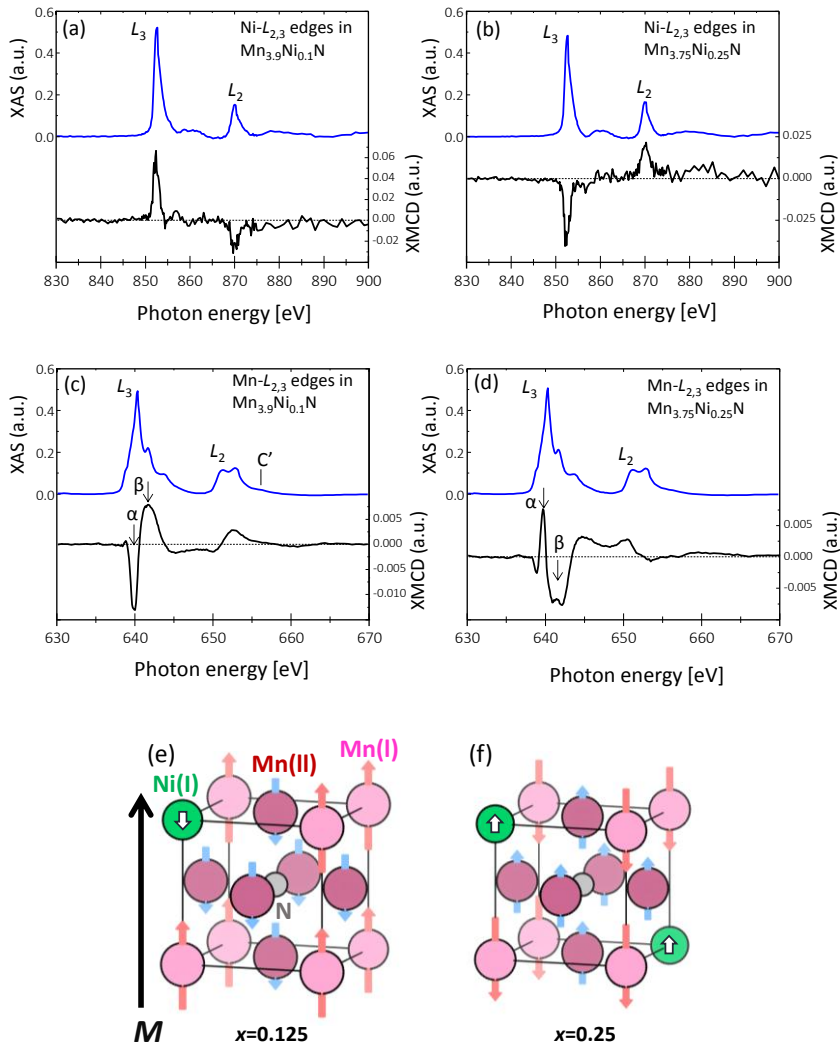 (a)
Ni-L2,3 edges in
Mn3.9Ni0.1N
L3
L2
XAS (a.u.)
0.6
0.4
0.2
0.0
XMCD (a.u.)
0.06
0.04
0.02
0.00
-0.02
830 840 850 860 870 880 890 900
Photon energy [eV]
(b)
Ni-L2,3 edges in
Mn3.75Ni0.25N
L3
L2
XAS (a.u.)
0.6
0.4
0.2
0.0
XMCD (a.u.)
0.025
0.000
-0.025
830 840 850 860 870 880 890 900
Photon energy [eV]
(c)
Mn-L2,3 edges in
Mn3.9Ni0.1N
L3
L2
C'
β
α
XAS (a.u.)
0.6
0.4
0.2
0.0
XMCD (a.u.)
0.005
0.000
-0.005
-0.010
630 640 650 660 670
Photon energy [eV]
(d)
Mn-L2,3 edges in
Mn3.75Ni0.25N
L3
L2
α
β
XAS (a.u.)
0.6
0.4
0.2
0.0
XMCD (a.u.)
0.005
0.000
-0.005
630 640 650 660 670
Photon energy [eV]
(e)
Ni(I)
Mn(II)
Mn(I)
N
M
x=0.125
(f)
x=0.25